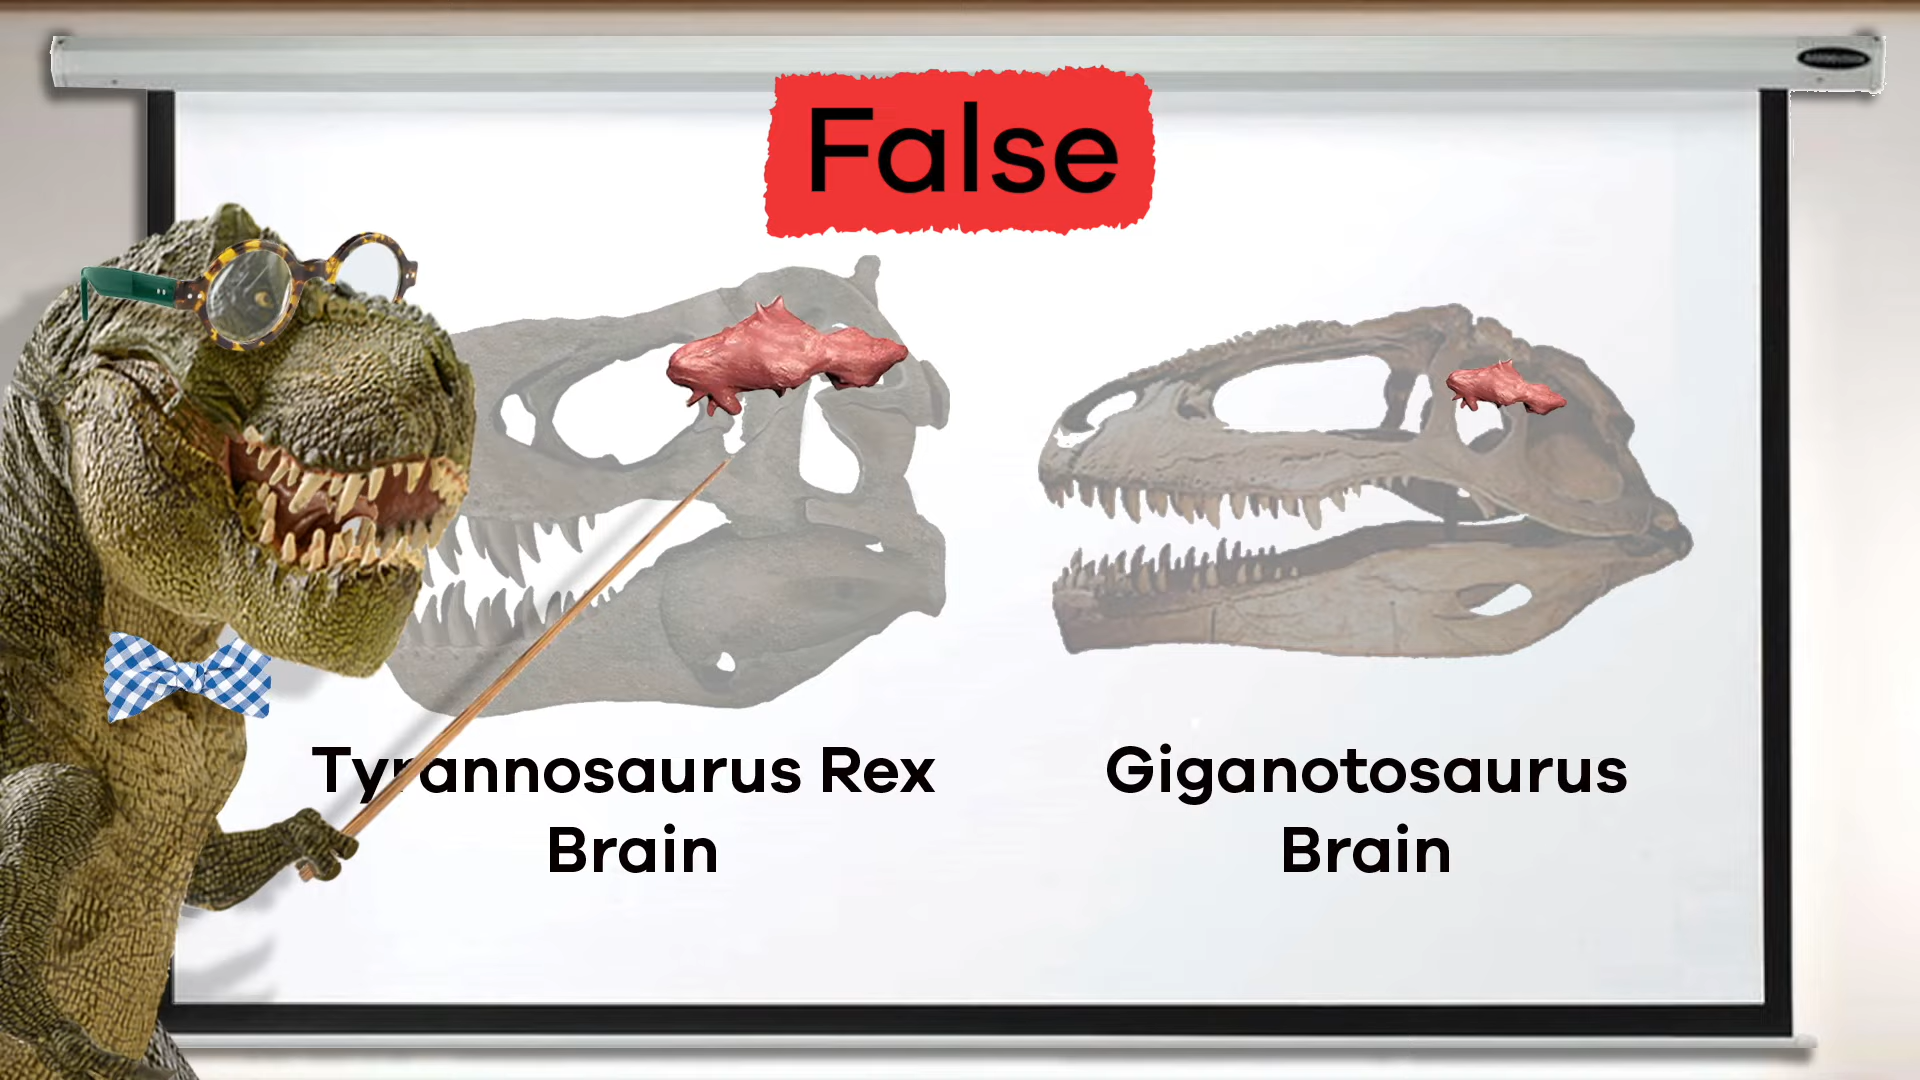 False
Tyrannosaurus Rex
Brain
Giganotosaurus
Brain